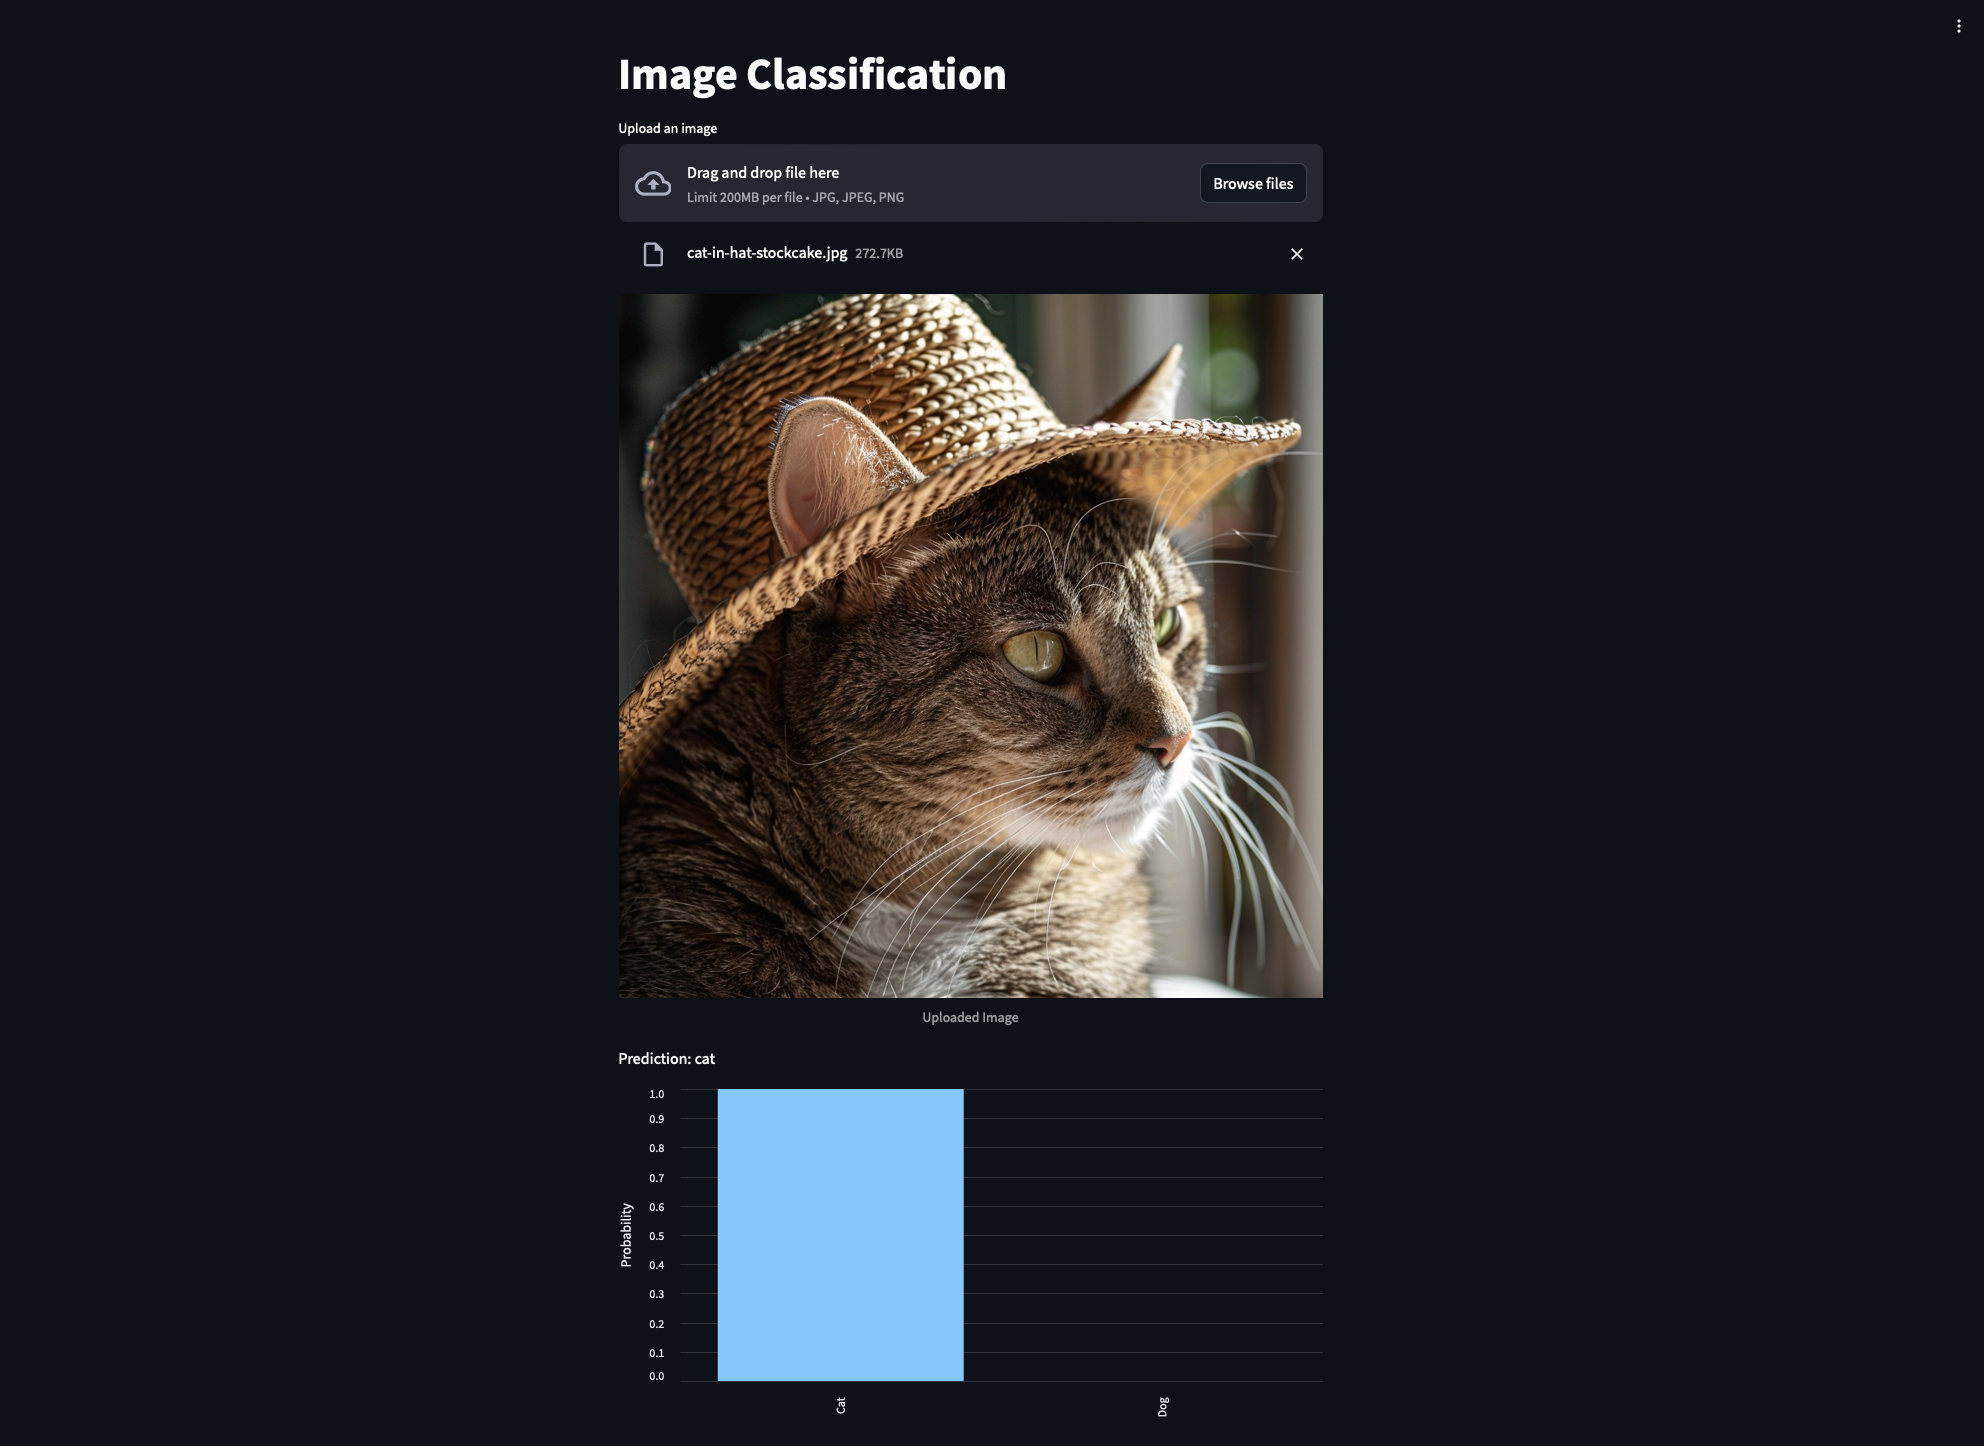 Image Classification
Upload an image
Drag and drop file here
Limit 200MB per file • JPG, JPEG, PNG
Browse files
cat-in-hat-stockcake.jpg 272.7KB
Uploaded Image
Prediction: cat
1.0
0.9
0.8
0.7
0.6
0.5
0.4
0.3
0.2
0.1
0.0
Probability
Cat
Dog